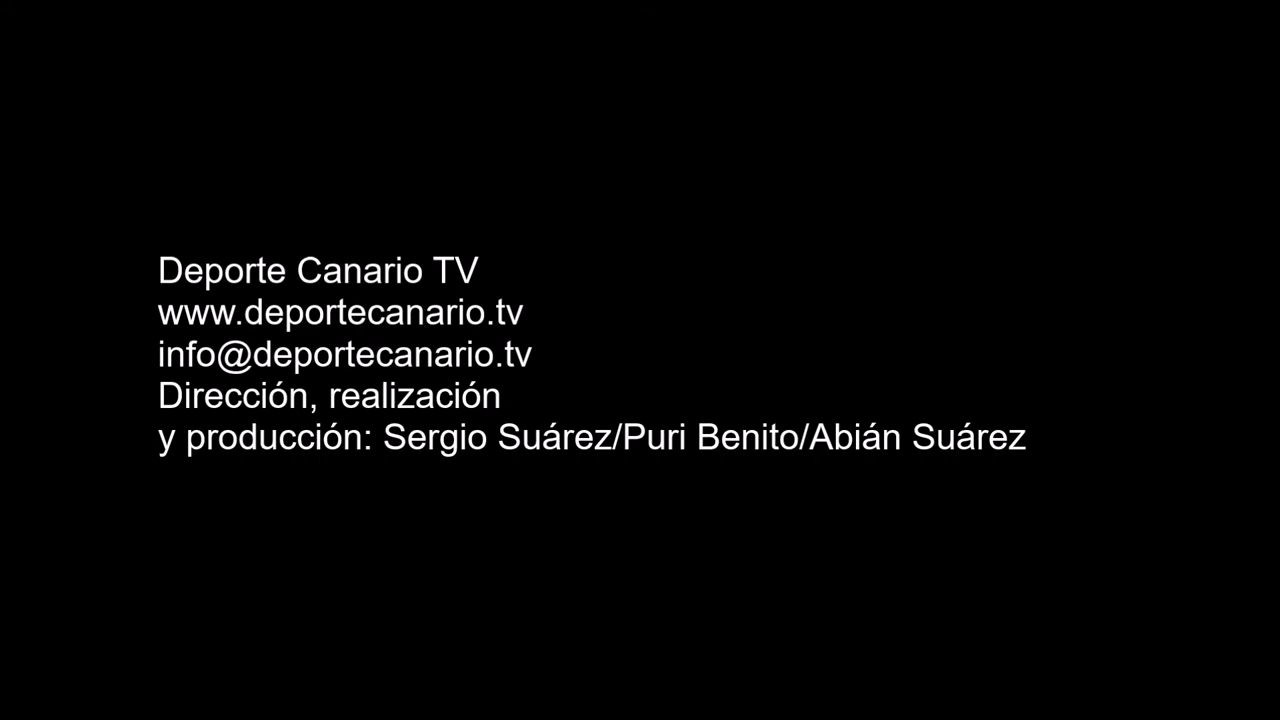 Deporte Canario TV
www.deportecanario.tv
info@deportecanario.tv
Dirección, realización
y producción: Sergio Suárez/Puri Benito/Abián Suárez